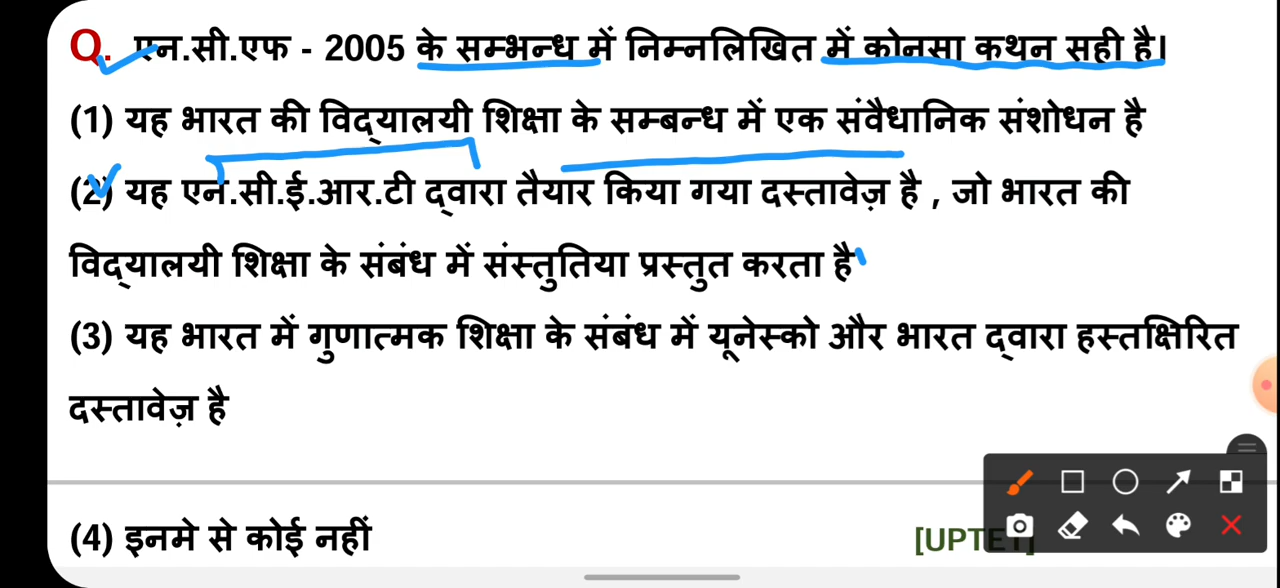 Q. एन.सी.एफ - 2005 के सम्भन्ध में निम्नलिखित में कोनसा कथन सही है।
(1) यह भारत की विद्यालयी शिक्षा के सम्बन्ध में एक संवैधानिक संशोधन है
(2) यह एन.सी.ई.आर.टी द्वारा तैयार किया गया दस्तावेज़ है , जो भारत की
विद्यालयी शिक्षा के संबंध में संस्तुतिया प्रस्तुत करता है
(3) यह भारत में गुणात्मक शिक्षा के संबंध में यूनेस्को और भारत द्वारा हस्तक्षिरित
दस्तावेज़ है
(4) इनमे से कोई नहीं
[UPTET]